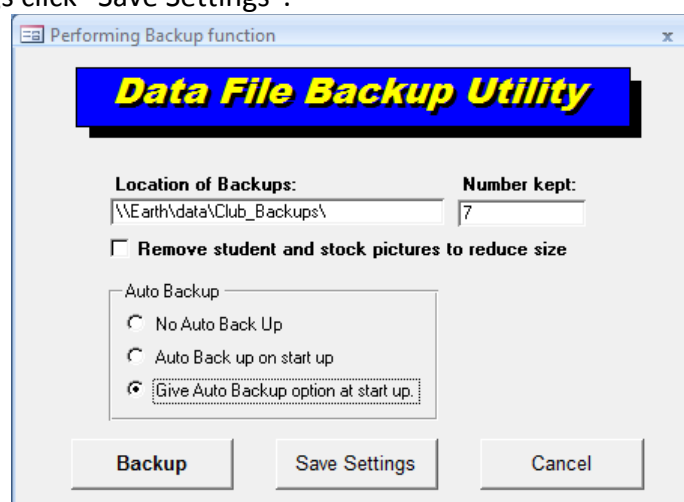 s click "Save Settings".
Performing Backup function x
Data File Backup Utility
Location of Backups: Number kept:
\\Earth\data\Club_Backups\ 7
Remove student and stock pictures to reduce size
Auto Backup
No Auto Back Up
Auto Back up on start up
Give Auto Backup option at start up.
Backup Save Settings Cancel